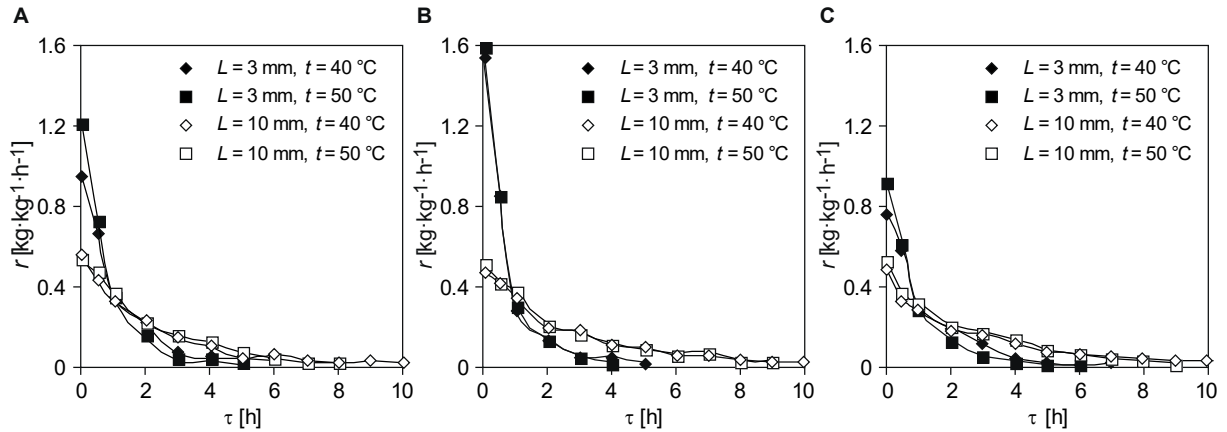 A
1.6
1.2
0.8
0.4
0
r [kg·kg-1·h-1]
0 2 4 6 8 10
τ [h]
L = 3 mm, t = 40 °C
L = 3 mm, t = 50 °C
L = 10 mm, t = 40 °C
L = 10 mm, t = 50 °C
B
1.6
1.2
0.8
0.4
0
r [kg·kg-1·h-1]
0 2 4 6 8 10
τ [h]
L = 3 mm, t = 40 °C
L = 3 mm, t = 50 °C
L = 10 mm, t = 40 °C
L = 10 mm, t = 50 °C
C
1.6
1.2
0.8
0.4
0
r [kg·kg-1·h-1]
0 2 4 6 8 10
τ [h]
L = 3 mm, t = 40 °C
L = 3 mm, t = 50 °C
L = 10 mm, t = 40 °C
L = 10 mm, t = 50 °C